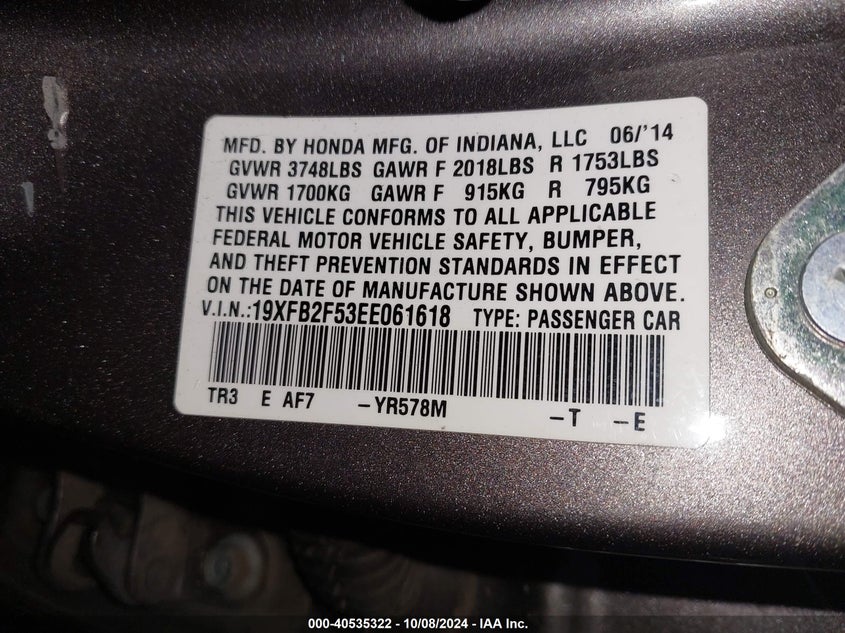 MFD. BY HONDA MFG. OF INDIANA, LLC 06/'14
GVWR 3748LBS GAWR F 2018LBS R 1753LBS
GVWR 1700KG GAWR F 915KG R 795KG
THIS VEHICLE CONFORMS TO ALL APPLICABLE
FEDERAL MOTOR VEHICLE SAFETY, BUMPER,
AND THEFT PREVENTION STANDARDS IN EFFECT
ON THE DATE OF MANUFACTURE SHOWN ABOVE.
V.I.N.:19XFB2F53EE061618 TYPE: PASSENGER CAR
TR3 E AF7 -YR578M -T -E
000-40535322 - 10/08/2024 - IAA Inc.